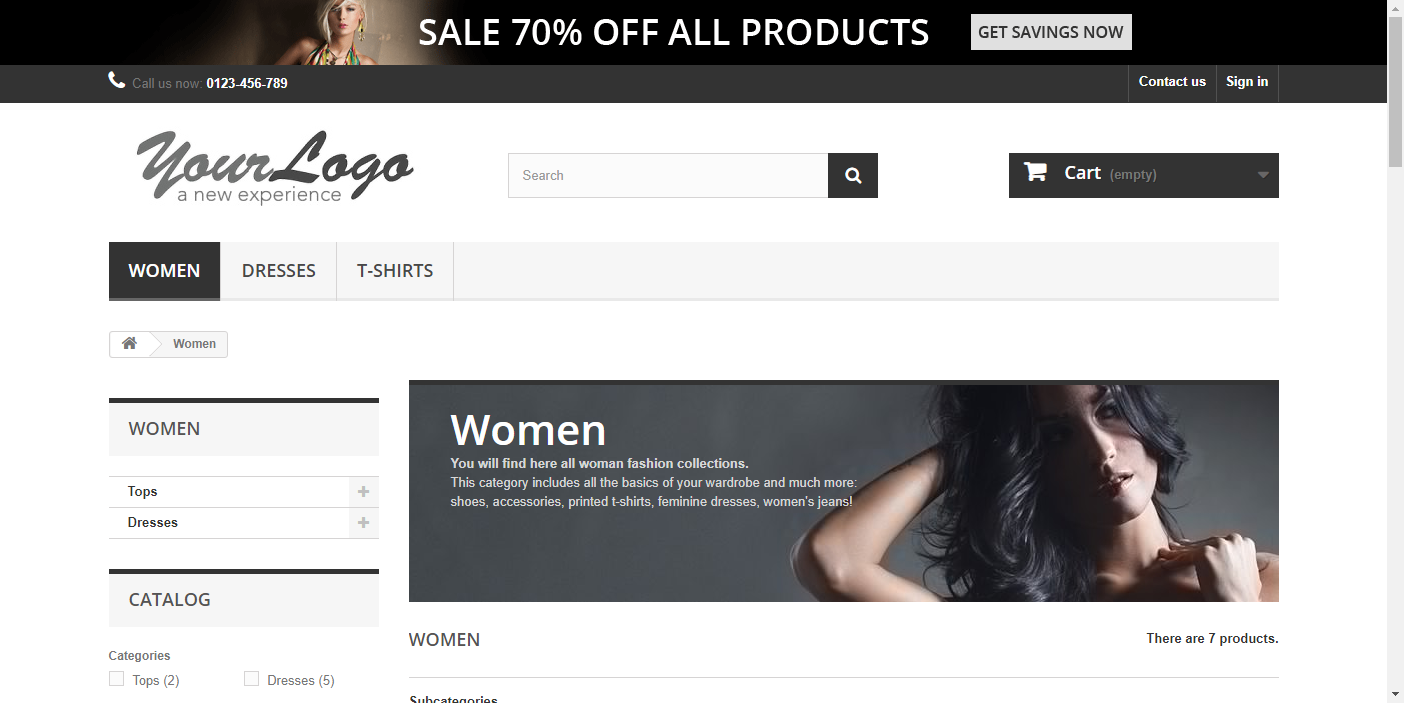 SALE 70% OFF ALL PRODUCTS
GET SAVINGS NOW
Call us now: 0123-456-789
Contact us
Sign in
YourLogo
a new experience
Search
Cart (empty)
WOMEN
DRESSES
T-SHIRTS
Women
WOMEN
Tops
Dresses
CATALOG
Categories
Tops (2)
Dresses (5)
Women
You will find here all woman fashion collections.
This category includes all the basics of your wardrobe and much more:
shoes, accessories, printed t-shirts, feminine dresses, women's jeans!
WOMEN
There are 7 products.
Subcategories